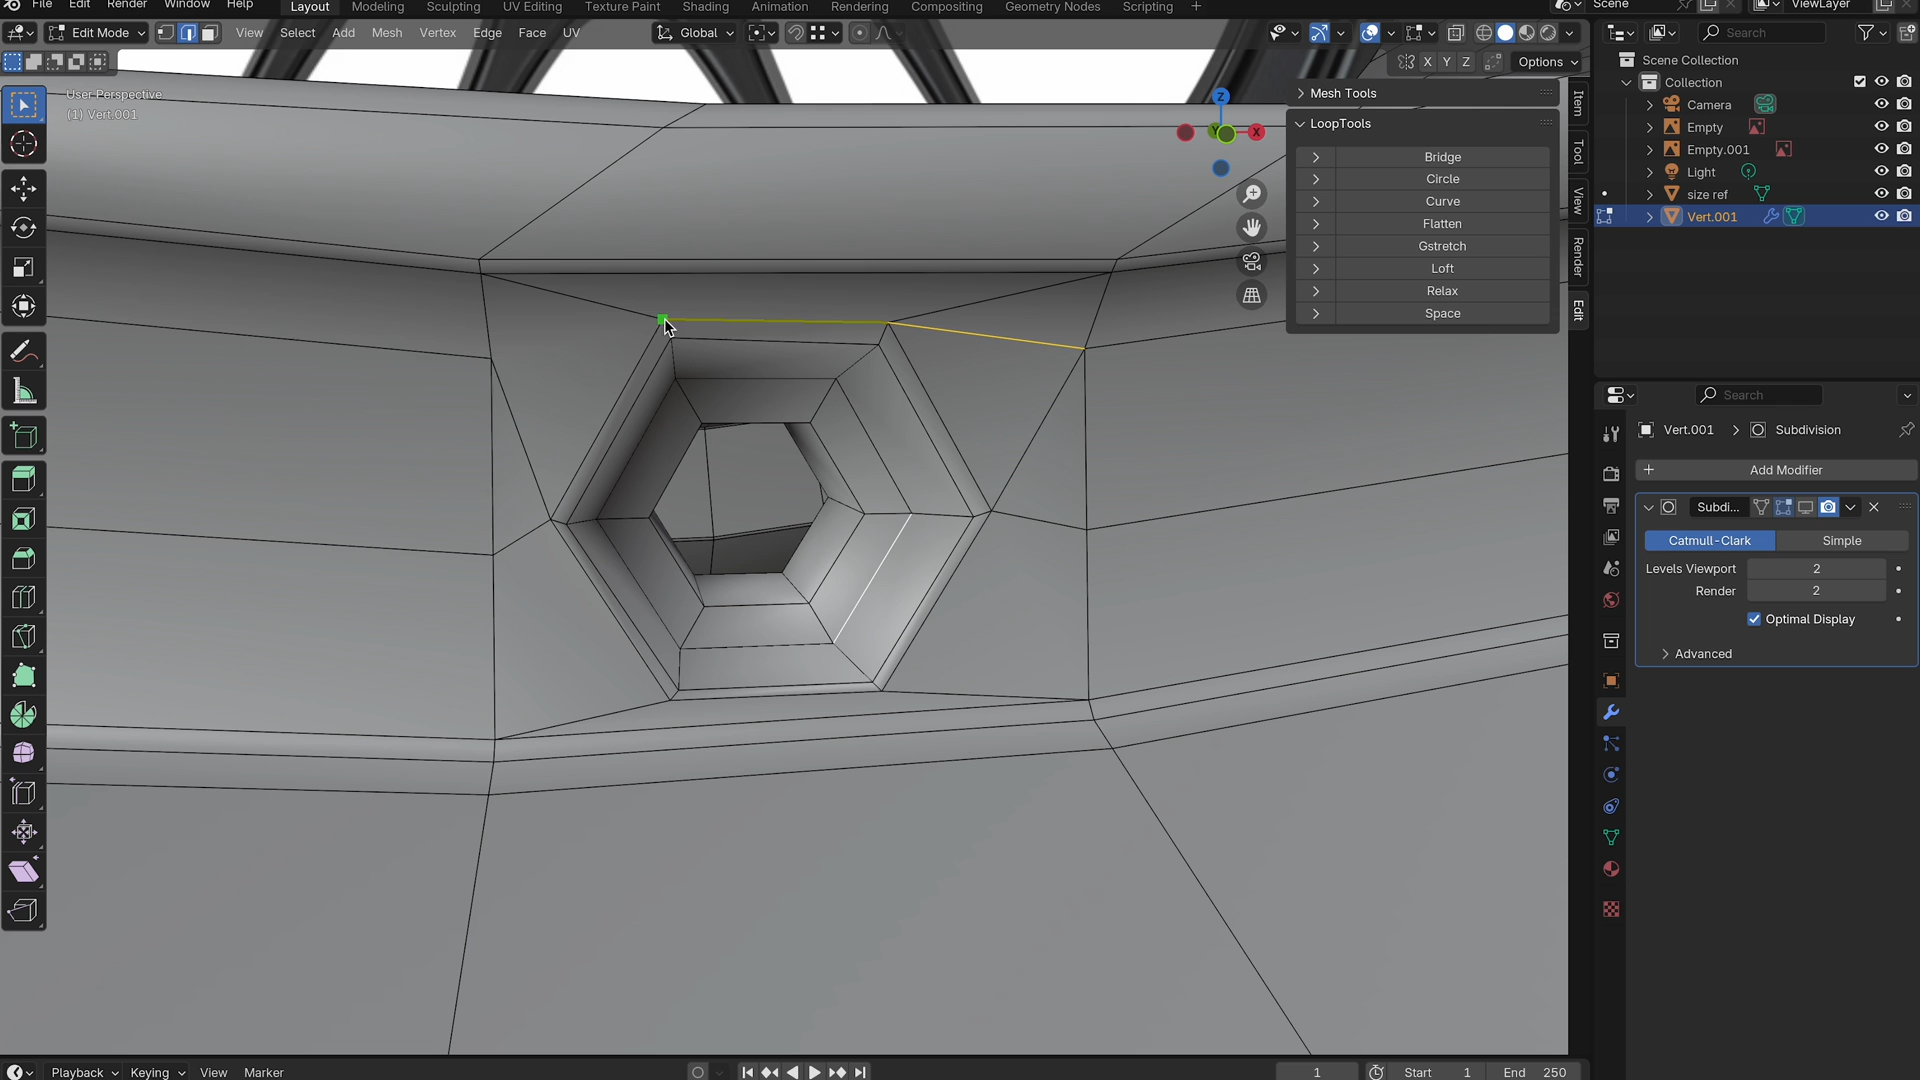 File Edit Render Window Help Layout Modeling Sculpting UV Editing Texture Paint Shading Animation Rendering Compositing Geometry Nodes Scripting + Scene ViewLayer
Edit Mode View Select Add Mesh Vertex Edge Face UV Global Search
X Y Z Options
User Perspective
(1) Vert.001
Z
Y X
Mesh Tools
LoopTools
Bridge
Circle
Curve
Flatten
Gstretch
Loft
Relax
Space
Item
Tool
View
Render
Edit
Scene Collection
Collection
Camera
Empty
Empty.001
Light
size ref
Vert.001
Search
Vert.001 > Subdivision
+ Add Modifier
Subdi...
Catmull-Clark Simple
Levels Viewport 2
Render 2
Optimal Display
Advanced
Playback Keying View Marker 1 Start 1 End 250